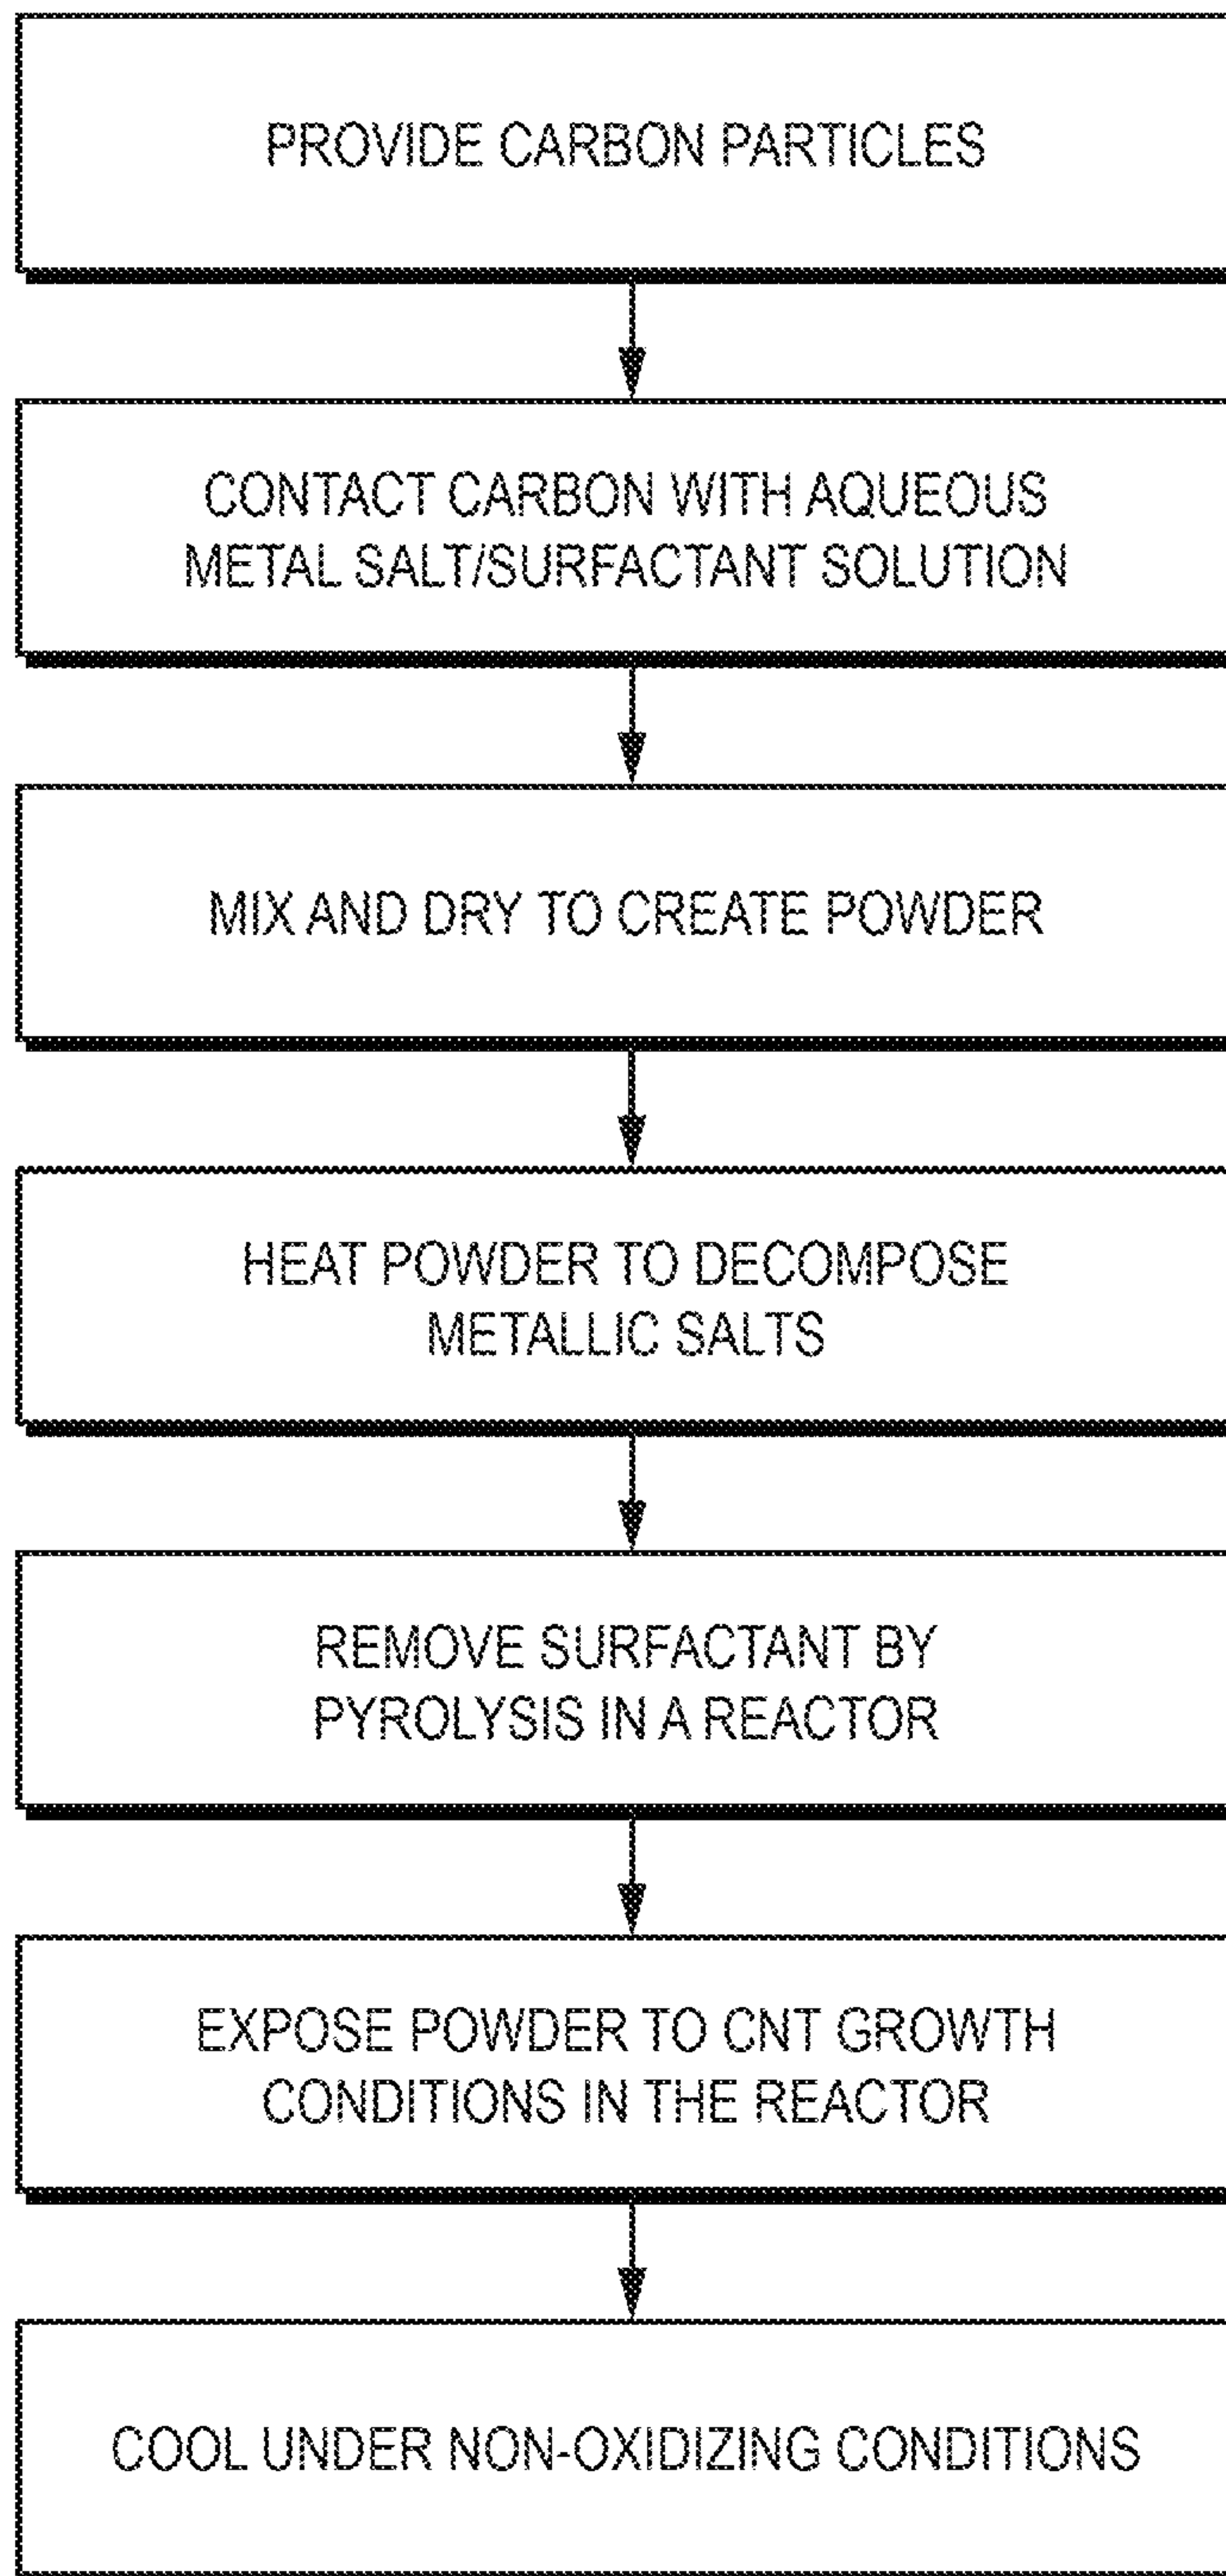 PROVIDE CARBON PARTICLES
CONTACT CARBON WITH AQUEOUS
METAL SALT/SURFACTANT SOLUTION
MIX AND DRY TO CREATE POWDER
HEAT POWDER TO DECOMPOSE
METALLIC SALTS
REMOVE SURFACTANT BY
PYROLYSIS IN A REACTOR
EXPOSE POWDER TO CNT GROWTH
CONDITIONS IN THE REACTOR
COOL UNDER NON-OXIDIZING CONDITIONS